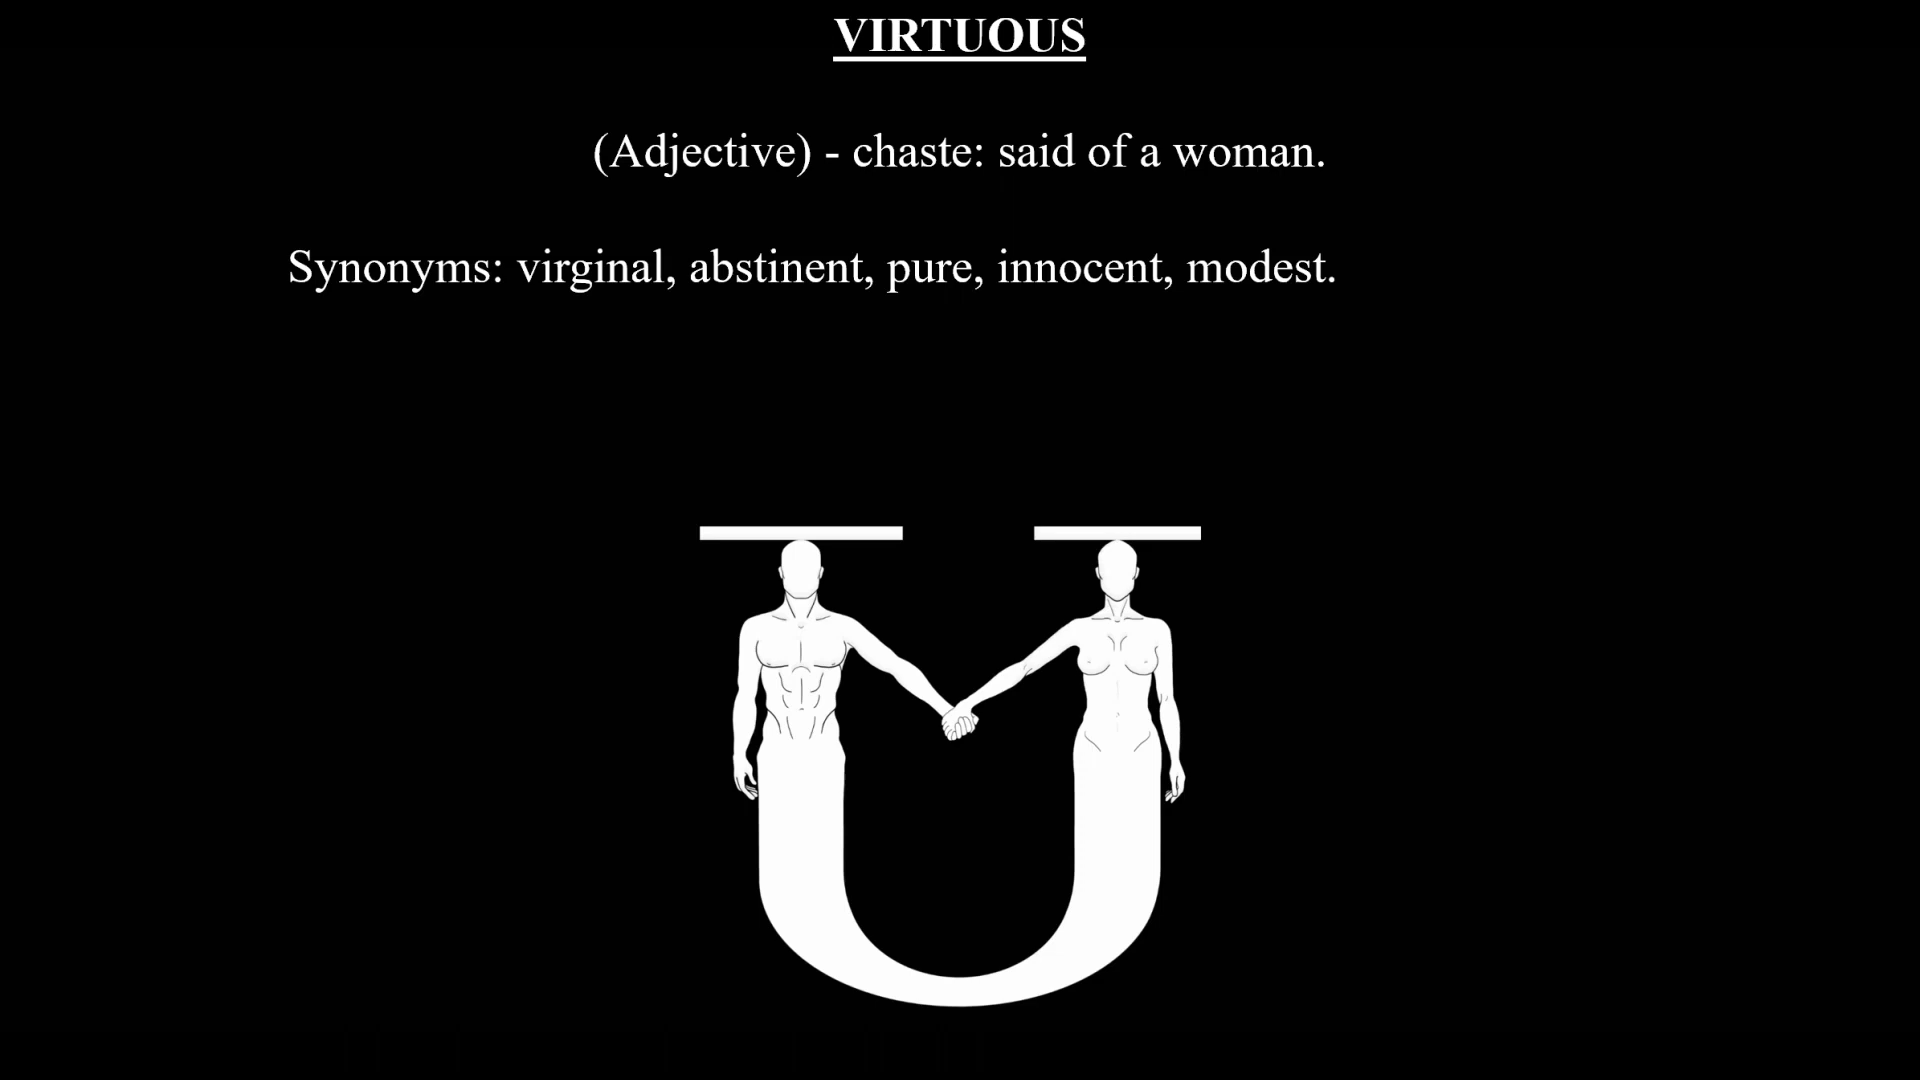 VIRTUOUS
(Adjective) - chaste: said of a woman.
Synonyms: virginal, abstinent, pure, innocent, modest.
U